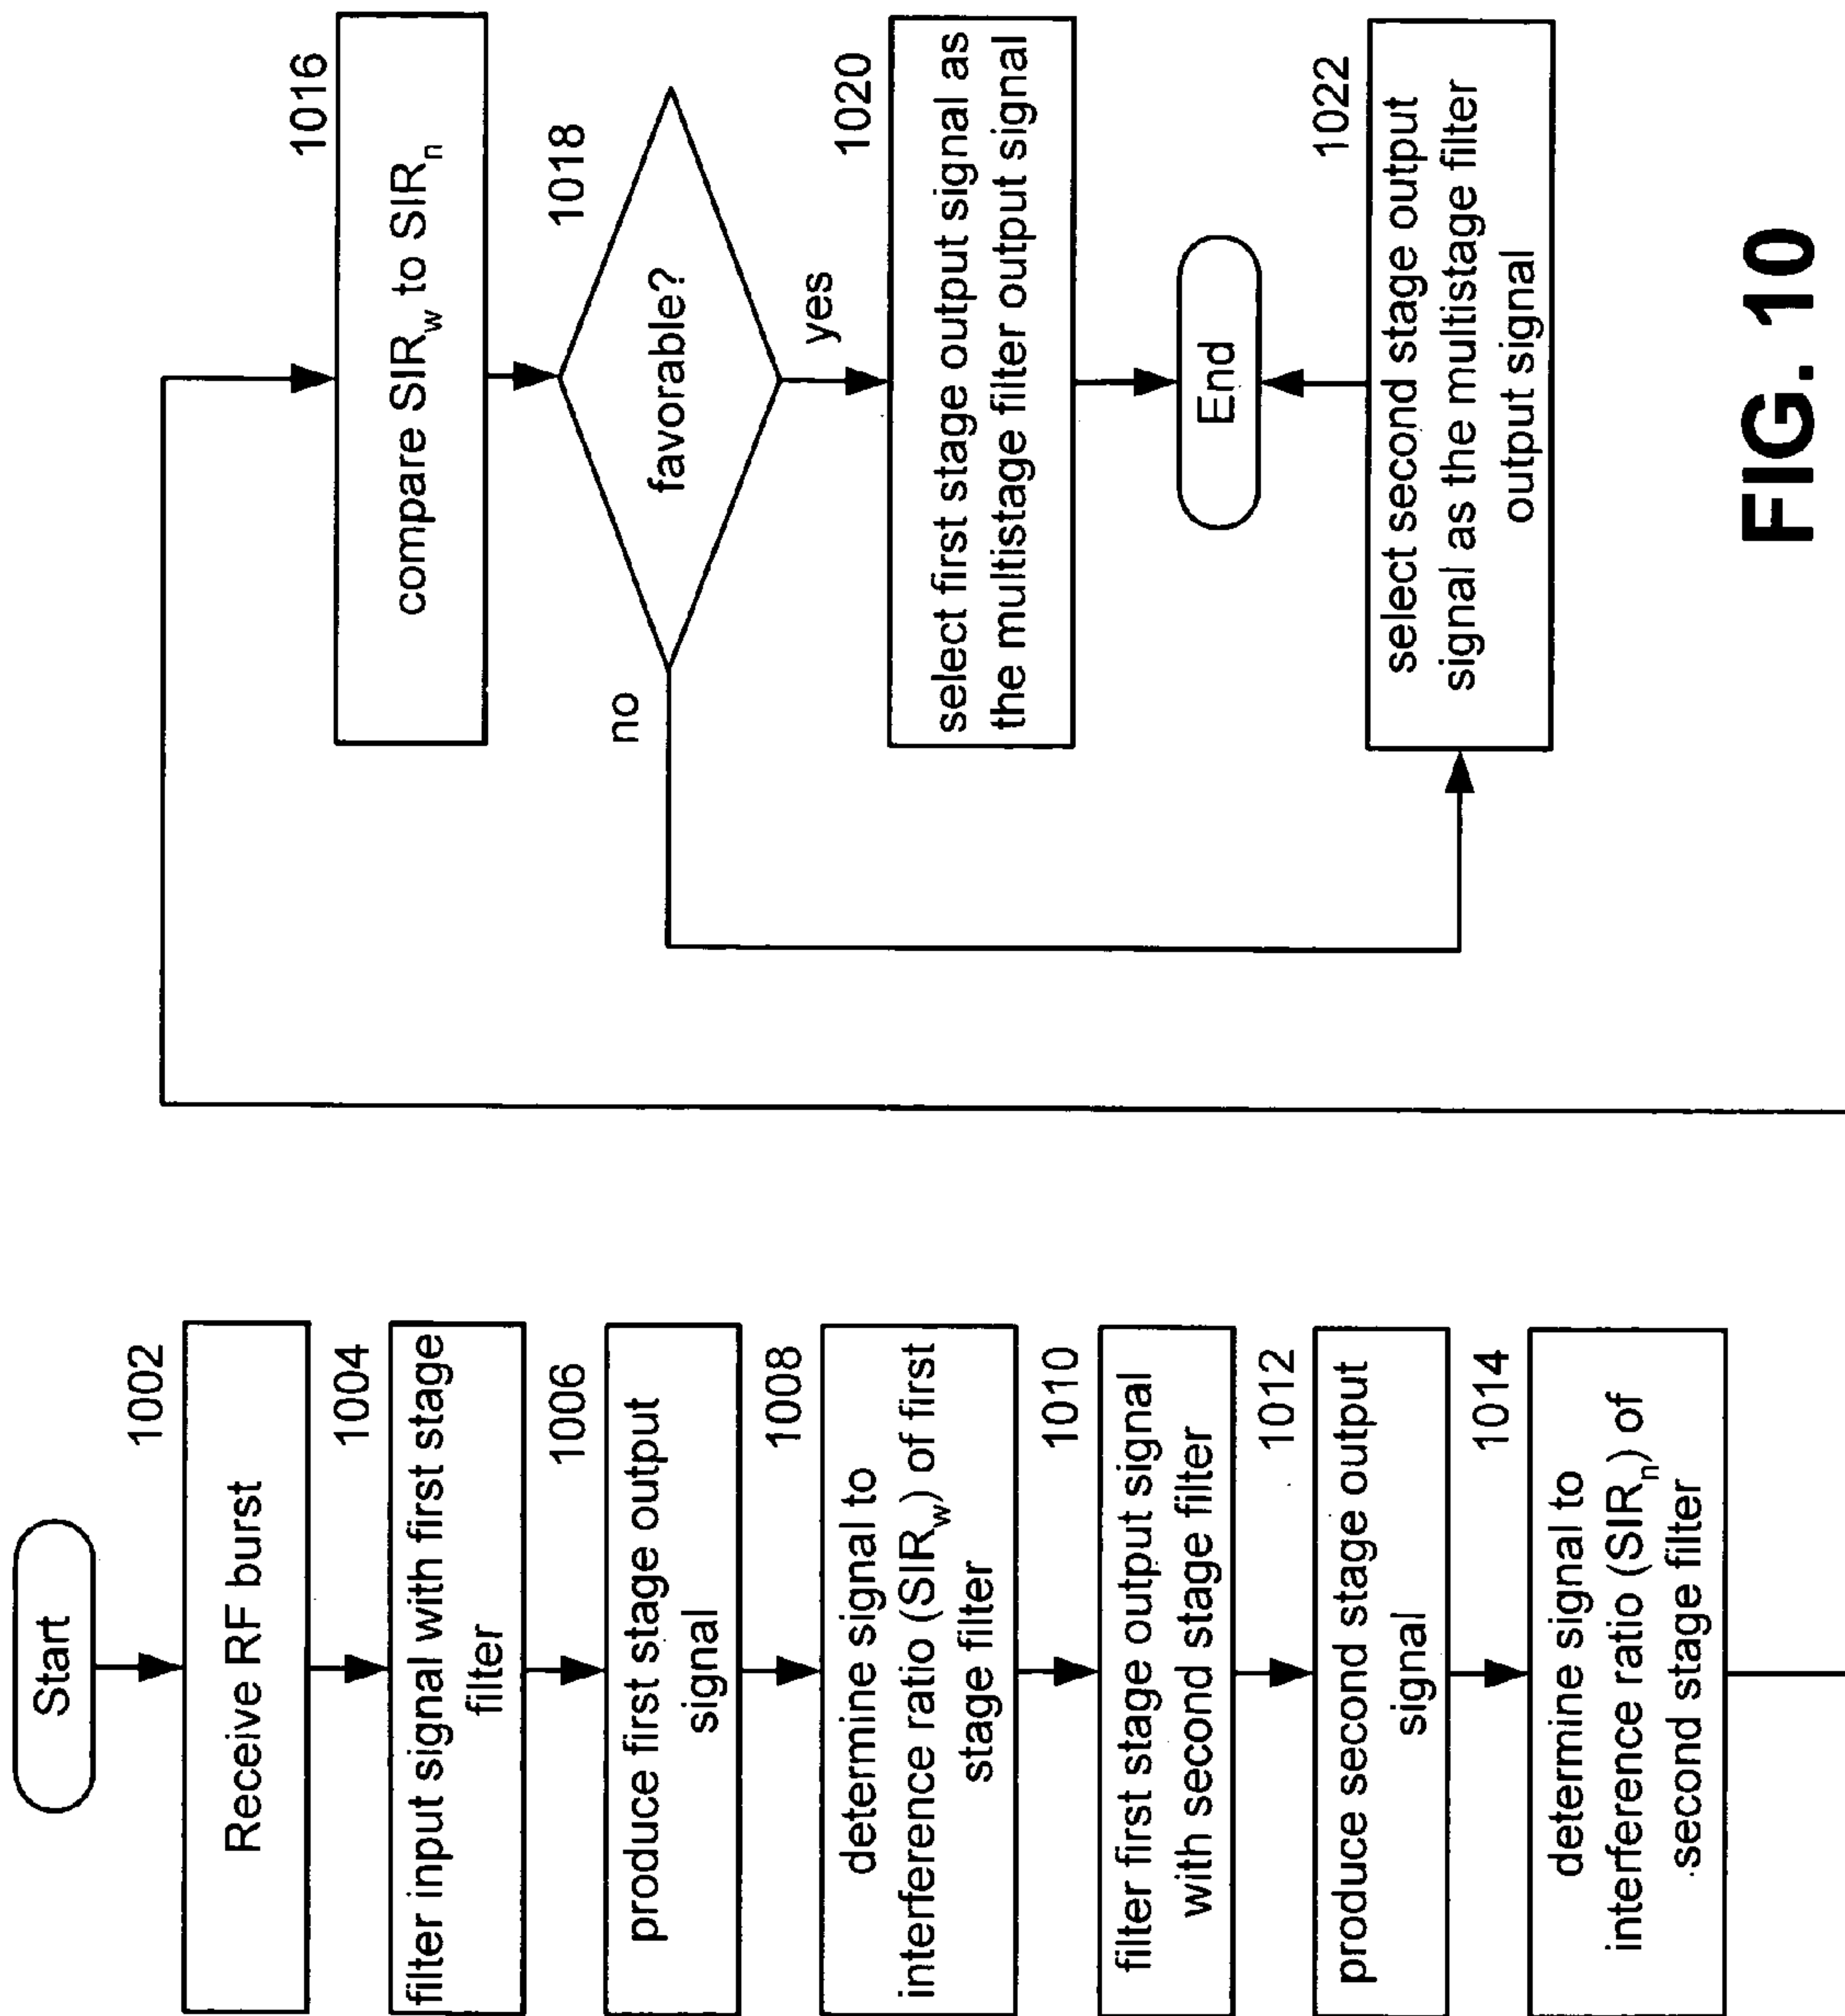 Start
1002
Receive RF burst
1004
filter input signal with first stage
filter
1006
produce first stage output
signal
1008
determine signal to
interference ratio (SIRw) of first
stage filter
1010
filter first stage output signal
with second stage filter
1012
produce second stage output
signal
1014
determine signal to
interference ratio (SIRn) of
second stage filter
1016
compare SIRw to SIRn
1018
favorable?
no
yes
1020
select first stage output signal as
the multistage filter output signal
End
1022
select second stage output
signal as the multistage filter
output signal
FIG. 10